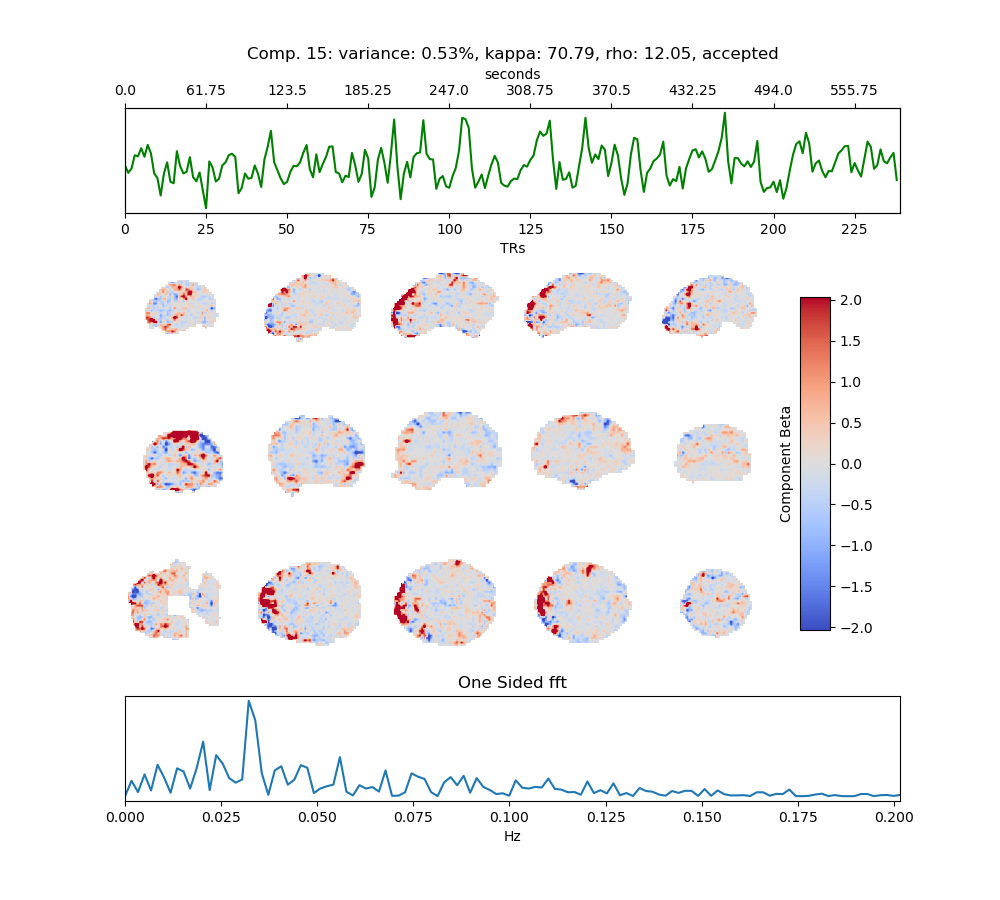 Comp. 15: variance: 0.53%, kappa: 70.79, rho: 12.05, accepted
seconds
0.0 61.75 123.5 185.25 247.0 308.75 370.5 432.25 494.0 555.75
0 25 50 75 100 125 150 175 200 225
TRs
2.0
1.5
1.0
0.5
0.0
−0.5
−1.0
−1.5
−2.0
Component Beta
One Sided fft
0.000 0.025 0.050 0.075 0.100 0.125 0.150 0.175 0.200
Hz